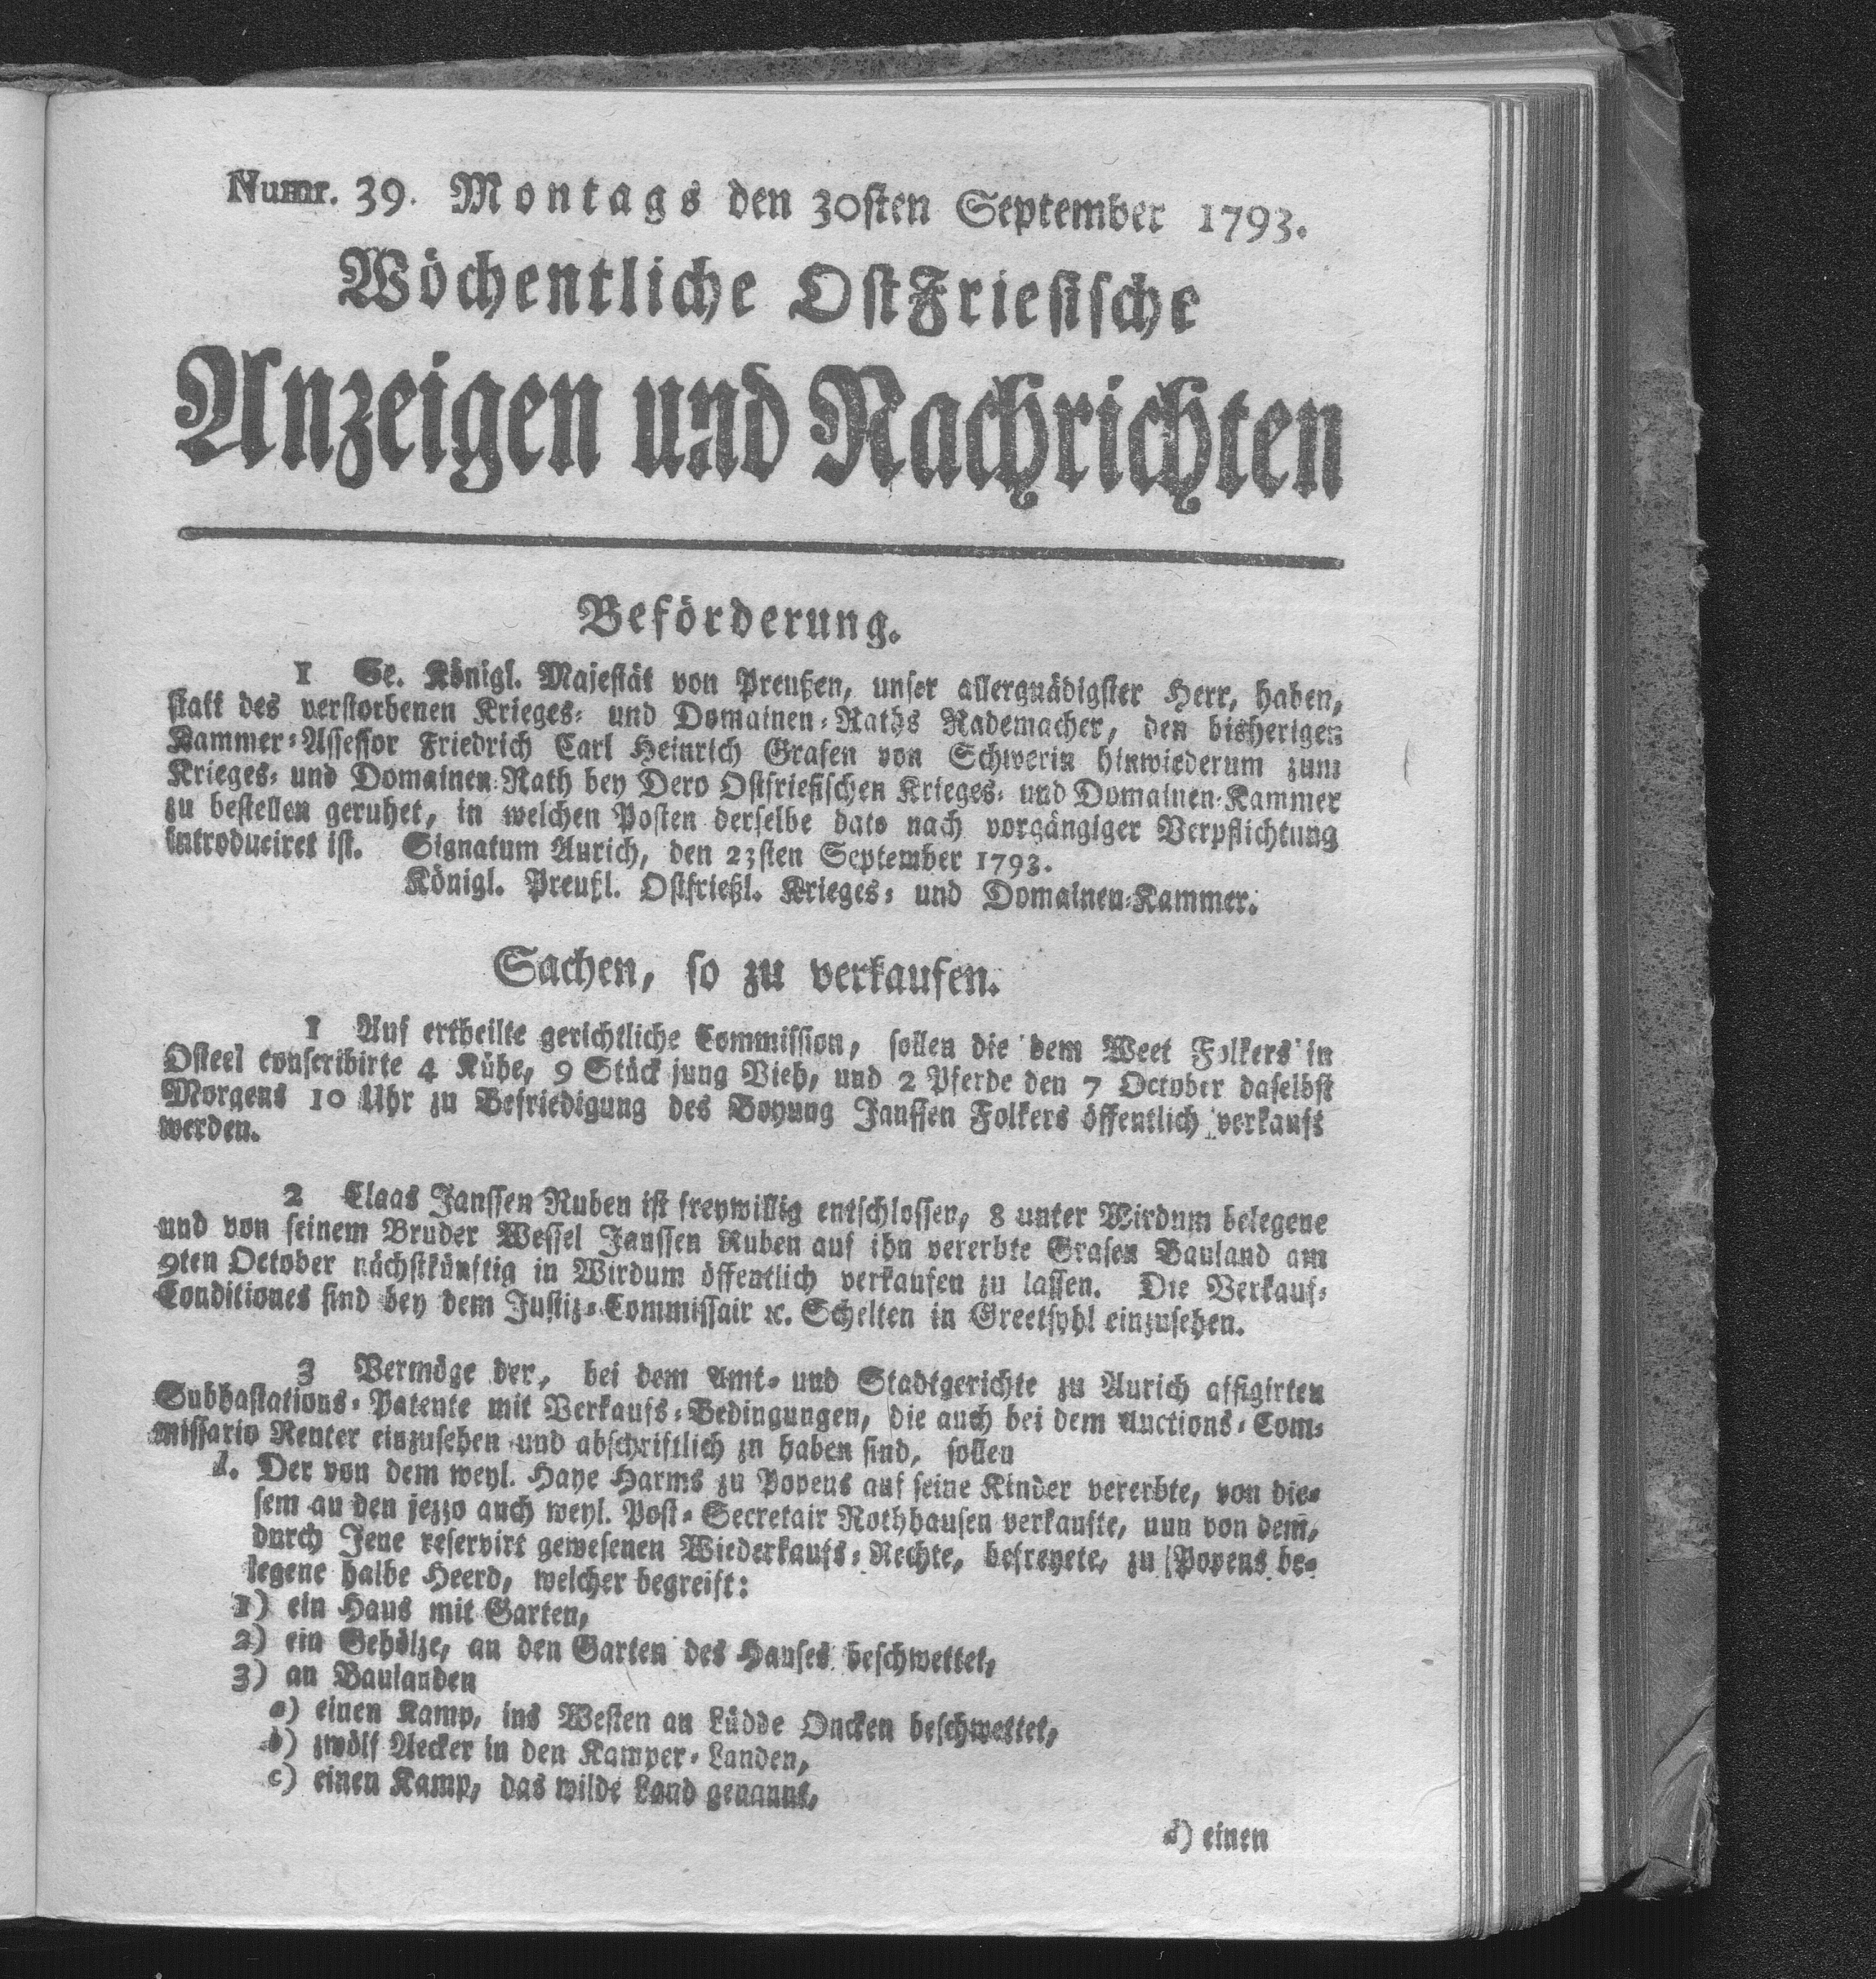 Numr. 39. Montags den 30sten September 1793.
Wöchentliche OstFriesische
Anzeigen und Nachrichten
Beförderung.
1 Se. Königl. Majestät von Preußen, unser allergnädigster Herr, haben,
statt des verstorbenen Krieges- und Domainen-Raths Rademacher, den bisherigen
Kammer-Assessor Friedrich Carl Heinrich Grafen von Schwerin hinwiederum zum
Krieges- und Domainen-Rath bey Dero Ostfriesischen Krieges- und Domainen-Kammer
zu bestellen geruhet, in welchen Posten derselbe dato nach vorgängiger Verpflichtung
introduciret ist. Signatum Aurich, den 23sten September 1793.
Königl. Preußl. Ostfrießl. Krieges- und Domainen-Kammer.
Sachen, so zu verkaufen.
1 Auf ertheilte gerichtliche Commission, sollen die dem Weet Folkers in
Osteel conscribirte 4 Kühe, 9 Stück jung Vieh, und 2 Pferde den 7 October daselbst
Morgens 10 Uhr zu Befriedigung des Boyung Janssen Folkers öffentlich verkauft
werden.
2 Claas Janssen Ruben ist freywillig entschlossen, 8 unter Wirdum belegene
und von seinem Bruder Wessel Janssen Ruben auf ihn vererbte Grasen Bauland am
9ten October nächstkünftig in Wirdum öffentlich verkaufen zu lassen. Die Verkauf-
Conditiones sind bey dem Justiz-Commissair ꝛc. Schelten in Greetsyhl einzusehen.
3 Vermöge der, bei dem Amt- und Stadtgerichte zu Aurich affigirten
Subhastations-Patente mit Verkaufs-Bedingungen, die auch bei dem Auctions-Com-
missario Reuter einzusehen und abschriftlich zu haben sind, sollen
1. Der von dem weyl. Haye Harms zu Popens auf seine Kinder vererbte, von die-
sem an den jezzo auch weyl. Post-Secretair Rothhausen verkaufte, nun von dem̃,
durch Jene reservirt gewesenen Wiederkaufs-Rechte, befreyete, zu Popens be-
legene halbe Heerd, welcher begreift:
1) ein Haus mit Garten,
2) ein Gehölze, an den Garten des Hauses beschwettet,
3) an Baulanden
a) einen Kamp, ins Westen an Lüdde Oncken beschwettet,
b) zwölf Aecker in den Kamper-Landen,
c) einen Kamp, das wilde Land genannt,
d) einen